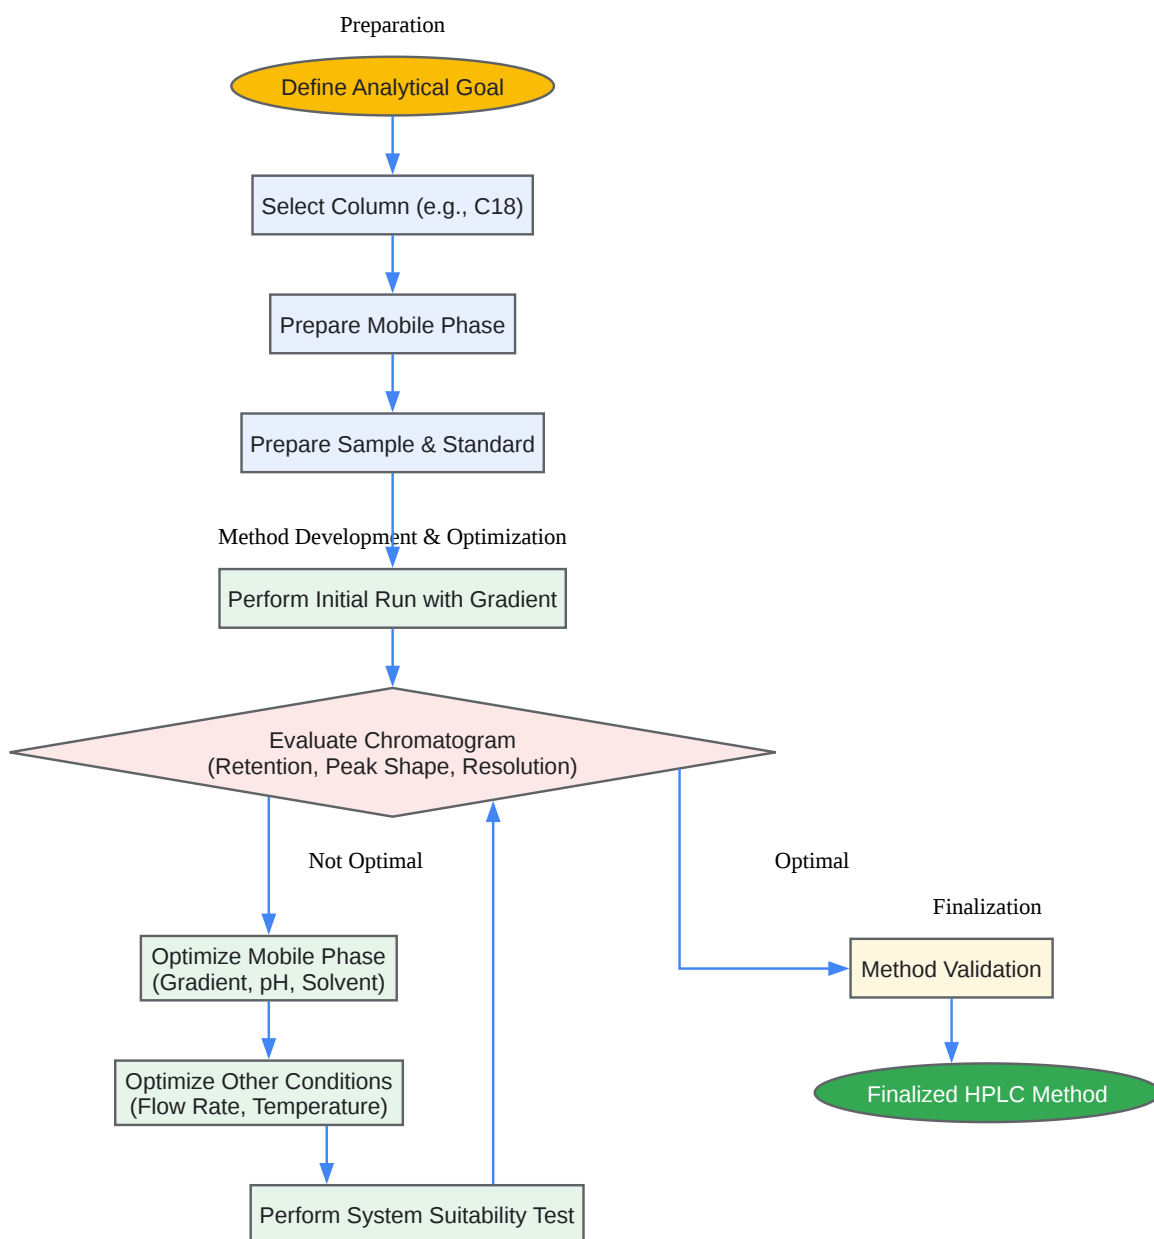 Preparation
Define Analytical Goal
Select Column (e.g., C18)
Prepare Mobile Phase
Prepare Sample & Standard
Method Development & Optimization
Perform Initial Run with Gradient
Evaluate Chromatogram
(Retention, Peak Shape, Resolution)
Not Optimal
Optimal
Finalization
Optimize Mobile Phase
(Gradient, pH, Solvent)
Method Validation
Optimize Other Conditions
(Flow Rate, Temperature)
Finalized HPLC Method
Perform System Suitability Test